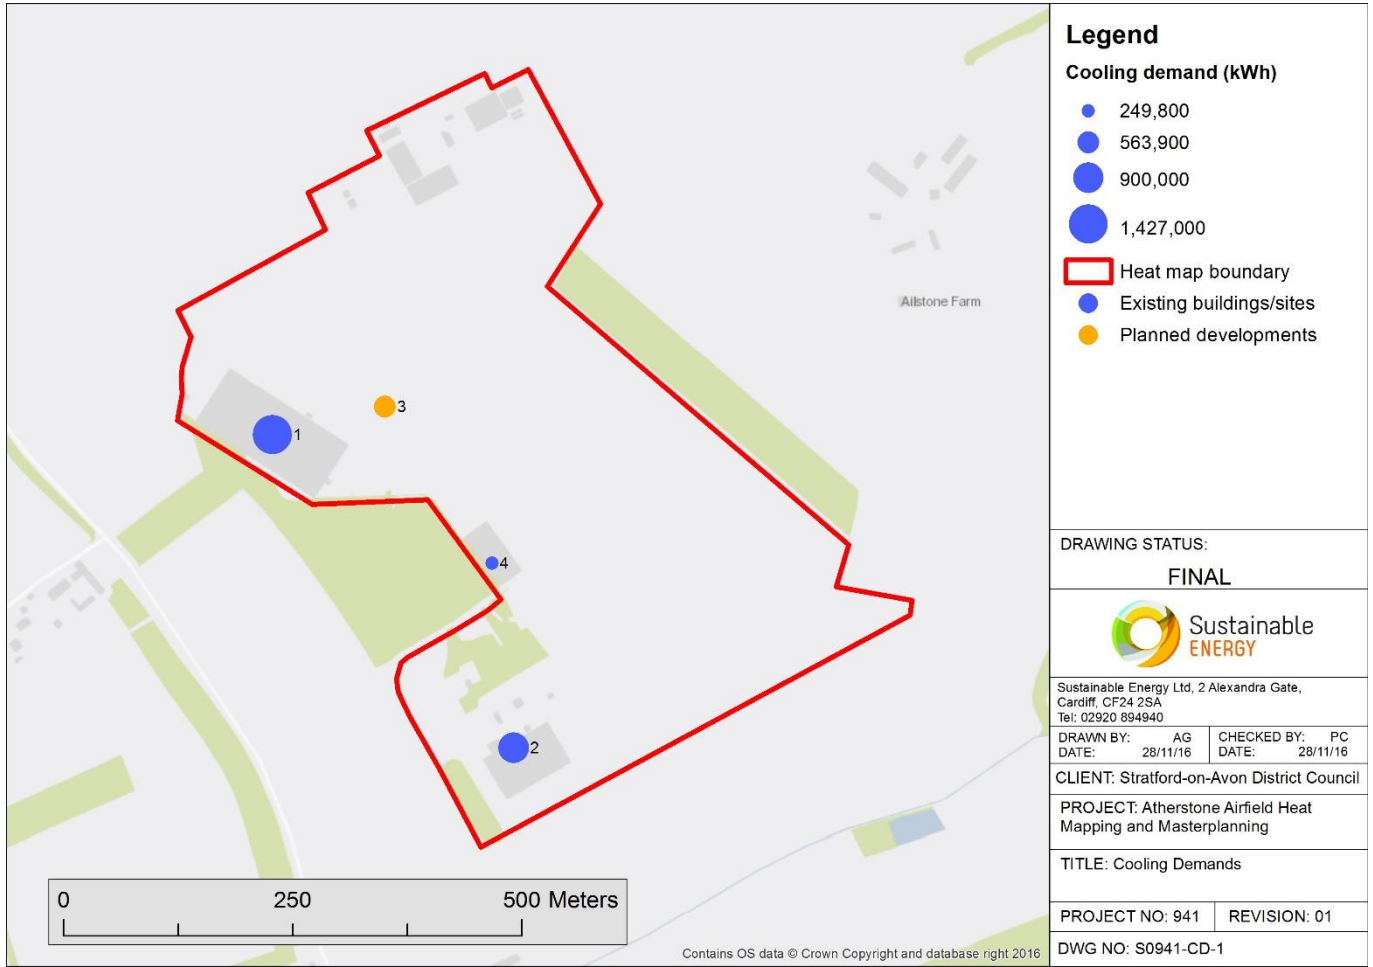 Ailstone Farm
3
1
4
2
0 250 500 Meters
Contains OS data © Crown Copyright and database right 2016
Legend
Cooling demand (kWh)
249,800
563,900
900,000
1,427,000
Heat map boundary
Existing buildings/sites
Planned developments
DRAWING STATUS:
FINAL
Sustainable
ENERGY
Sustainable Energy Ltd, 2 Alexandra Gate,
Cardiff, CF24 2SA
Tel: 02920 894940
DRAWN BY: AG
DATE: 28/11/16
CHECKED BY: PC
DATE: 28/11/16
CLIENT: Stratford-on-Avon District Council
PROJECT: Atherstone Airfield Heat
Mapping and Masterplanning
TITLE: Cooling Demands
PROJECT NO: 941
REVISION: 01
DWG NO: S0941-CD-1